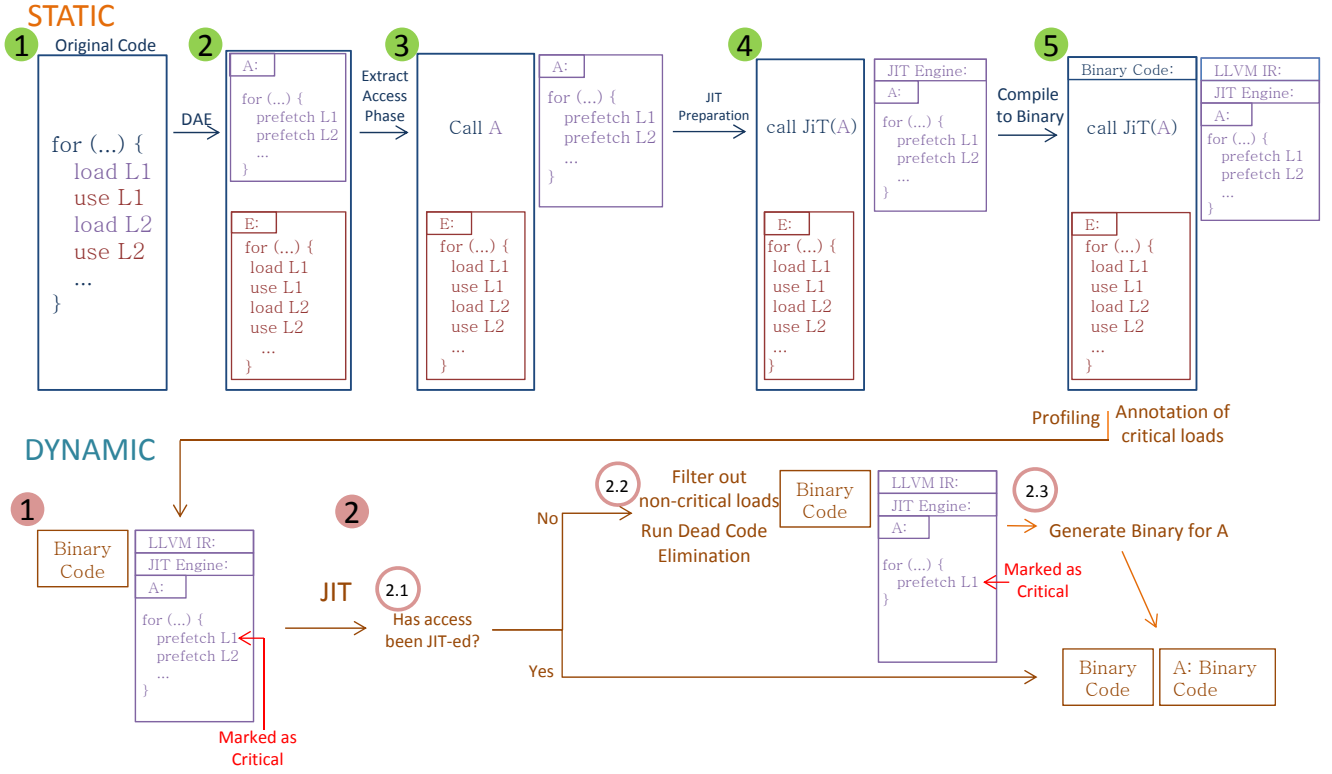 STATIC
1
Original Code
for (...) {
load L1
use L1
load L2
use L2
...
}
DAE
2
A:
for (...) {
prefetch L1
prefetch L2
...
}
E:
for (...) {
load L1
use L1
load L2
use L2
...
}
Extract
Access
Phase
3
Call A
E:
for (...) {
load L1
use L1
load L2
use L2
...
}
A:
for (...) {
prefetch L1
prefetch L2
...
}
JIT
Preparation
4
call JiT(A)
E:
for (...) {
load L1
use L1
load L2
use L2
...
}
JIT Engine:
A:
for (...) {
prefetch L1
prefetch L2
...
}
Compile
to Binary
5
Binary Code:
call JiT(A)
E:
for (...) {
load L1
use L1
load L2
use L2
...
}
LLVM IR:
JIT Engine:
A:
for (...) {
prefetch L1
prefetch L2
...
}
Profiling
Annotation of
critical loads
DYNAMIC
1
Binary
Code
LLVM IR:
JIT Engine:
A:
for (...) {
prefetch L1
prefetch L2
...
}
Marked as
Critical
2
JIT
2.1
Has access
been JIT-ed?
No
Yes
2.2
Filter out
non-critical loads
Run Dead Code
Elimination
Binary
Code
LLVM IR:
JIT Engine:
A:
for (...) {
prefetch L1
}
Marked as
Critical
2.3
Generate Binary for A
Binary
Code
A: Binary
Code